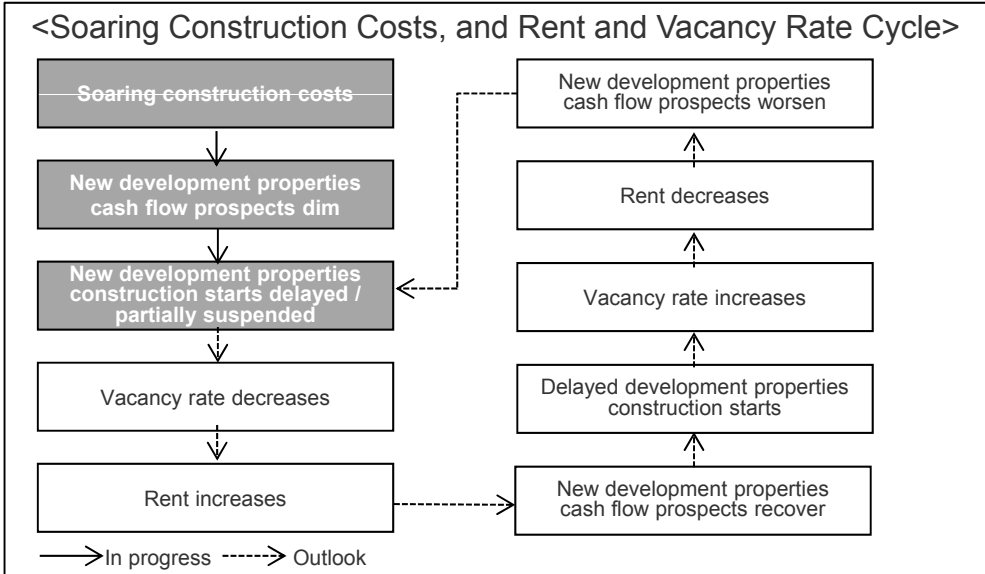 <Soaring Construction Costs, and Rent and Vacancy Rate Cycle>
Soaring construction costs
New development properties
cash flow prospects dim
New development properties
construction starts delayed /
partially suspended
Vacancy rate decreases
Rent increases
New development properties
cash flow prospects worsen
Rent decreases
Vacancy rate increases
Delayed development properties
construction starts
New development properties
cash flow prospects recover
In progress
Outlook